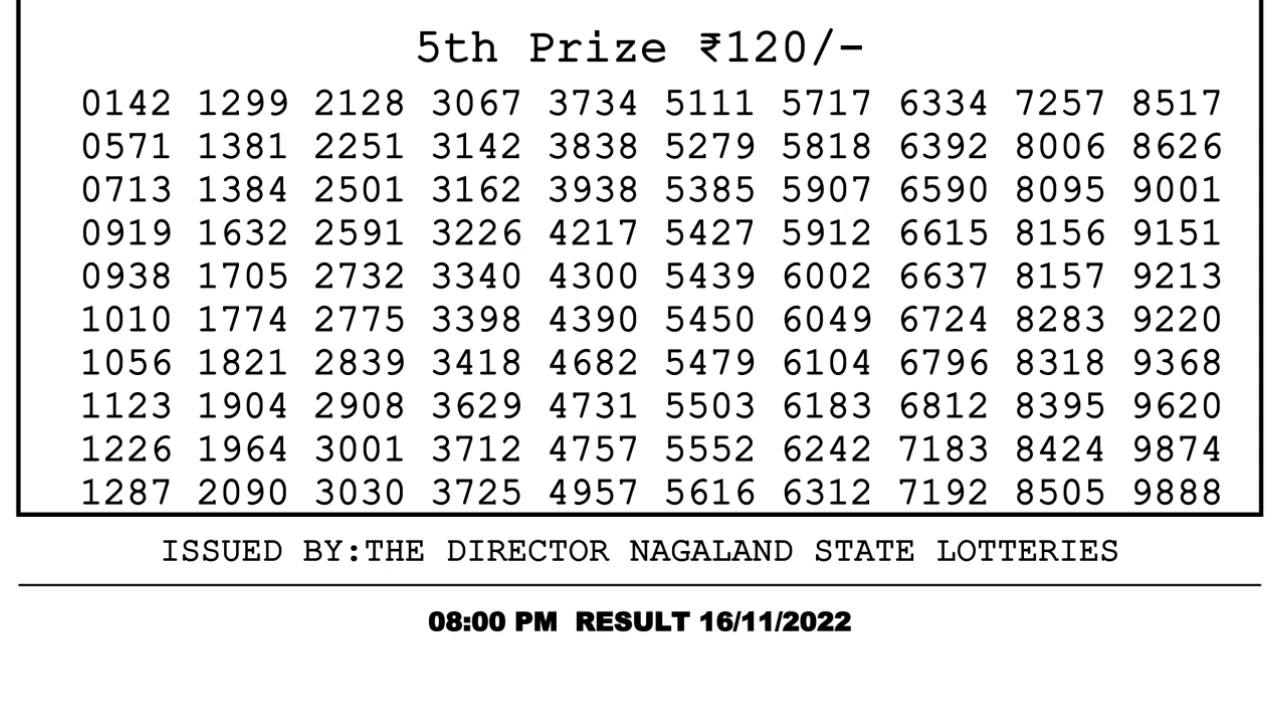 5th Prize ₹120/-
0142 1299 2128 3067 3734 5111 5717 6334 7257 8517
0571 1381 2251 3142 3838 5279 5818 6392 8006 8626
0713 1384 2501 3162 3938 5385 5907 6590 8095 9001
0919 1632 2591 3226 4217 5427 5912 6615 8156 9151
0938 1705 2732 3340 4300 5439 6002 6637 8157 9213
1010 1774 2775 3398 4390 5450 6049 6724 8283 9220
1056 1821 2839 3418 4682 5479 6104 6796 8318 9368
1123 1904 2908 3629 4731 5503 6183 6812 8395 9620
1226 1964 3001 3712 4757 5552 6242 7183 8424 9874
1287 2090 3030 3725 4957 5616 6312 7192 8505 9888
ISSUED BY:THE DIRECTOR NAGALAND STATE LOTTERIES
08:00 PM RESULT 16/11/2022